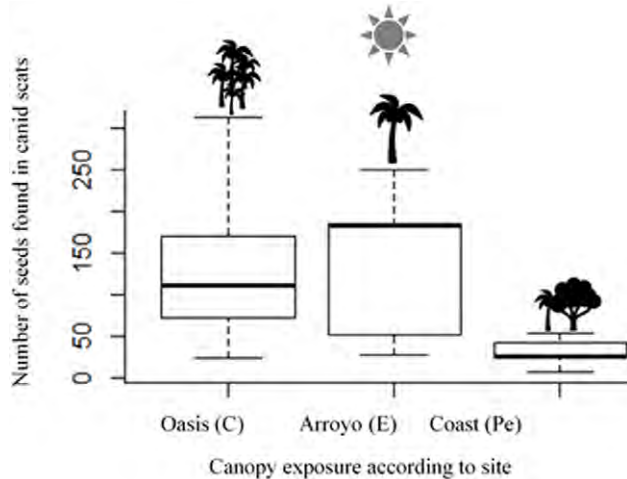 Number of seeds found in canid scats
250
150
50
0
Oasis (C) Arroyo (E) Coast (Pe)
Canopy exposure according to site